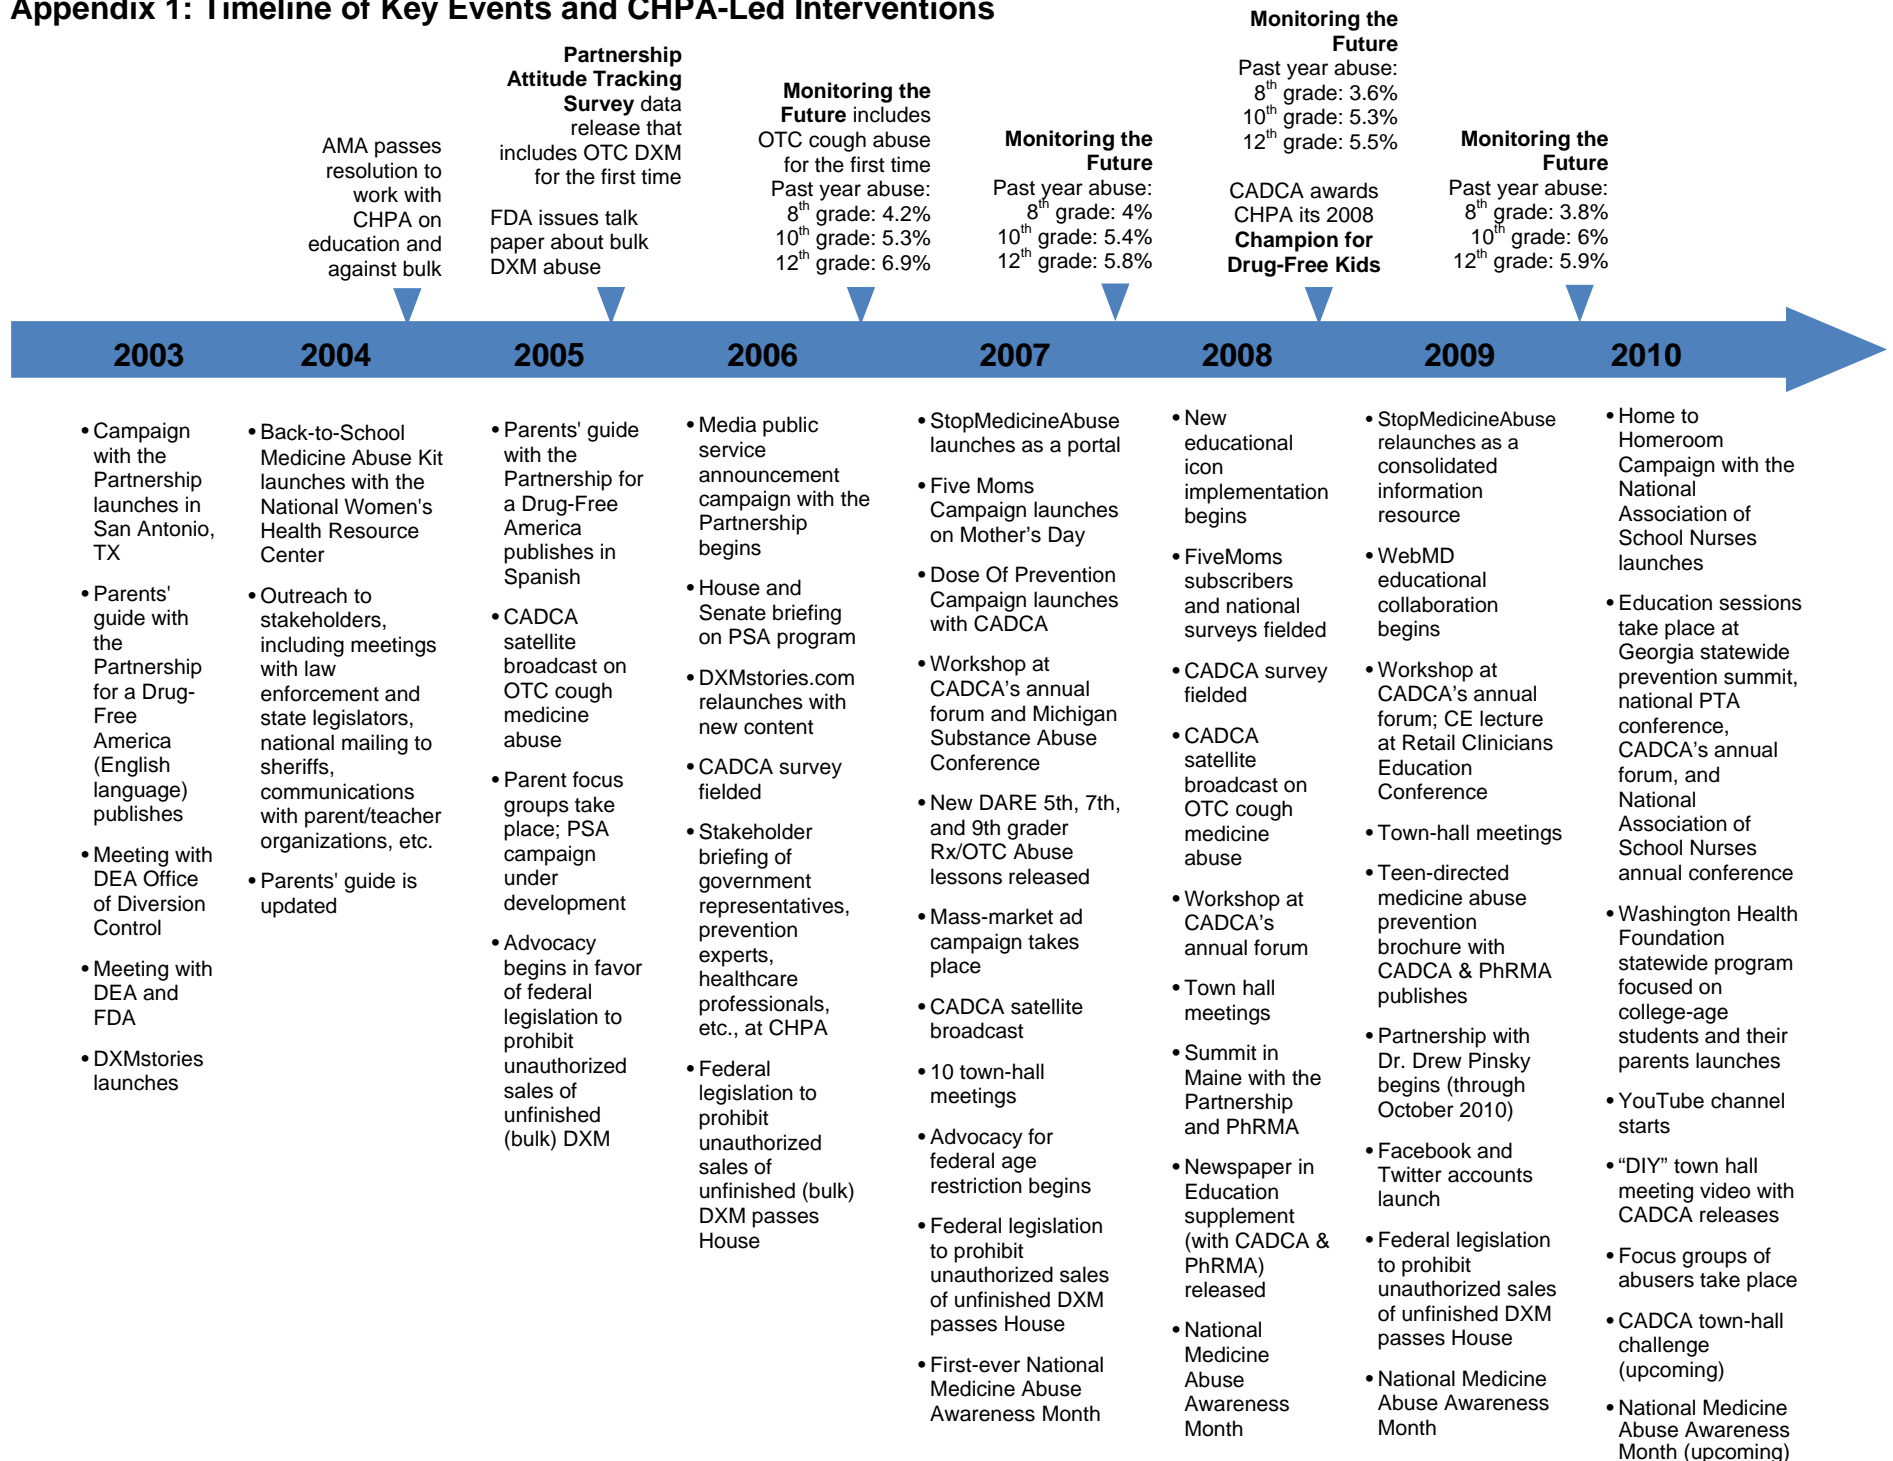 Appendix 1: Timeline of Key Events and CHPA-Led Interventions
AMA passes
resolution to
work with
CHPA on
education and
against bulk
Partnership
Attitude Tracking
Survey data
release that
includes OTC DXM
for the first time
FDA issues talk
paper about bulk
DXM abuse
Monitoring the
Future includes
OTC cough abuse
for the first time
Past year abuse:
8th grade: 4.2%
10th grade: 5.3%
12th grade: 6.9%
Monitoring the
Future
Past year abuse:
8th grade: 4%
10th grade: 5.4%
12th grade: 5.8%
Monitoring the
Future
Past year abuse:
8th grade: 3.6%
10th grade: 5.3%
12th grade: 5.5%
CADCA awards
CHPA its 2008
Champion for
Drug-Free Kids
Monitoring the
Future
Past year abuse:
8th grade: 3.8%
10th grade: 6%
12th grade: 5.9%
2003 2004 2005 2006 2007 2008 2009 2010
• Campaign
with the
Partnership
launches in
San Antonio,
TX
• Parents'
guide with
the
Partnership
for a Drug-
Free
America
(English
language)
publishes
• Meeting with
DEA Office
of Diversion
Control
• Meeting with
DEA and
FDA
• DXMstories
launches
• Back-to-School
Medicine Abuse Kit
launches with the
National Women's
Health Resource
Center
• Outreach to
stakeholders,
including meetings
with law
enforcement and
state legislators,
national mailing to
sheriffs,
communications
with parent/teacher
organizations, etc.
• Parents' guide is
updated
• Parents' guide
with the
Partnership for
a Drug-Free
America
publishes in
Spanish
• CADCA
satellite
broadcast on
OTC cough
medicine
abuse
• Parent focus
groups take
place; PSA
campaign
under
development
• Advocacy
begins in favor
of federal
legislation to
prohibit
unauthorized
sales of
unfinished
(bulk) DXM
• Media public
service
announcement
campaign with the
Partnership
begins
• House and
Senate briefing
on PSA program
• DXMstories.com
relaunches with
new content
• CADCA survey
fielded
• Stakeholder
briefing of
government
representatives,
prevention
experts,
healthcare
professionals,
etc., at CHPA
• Federal
legislation to
prohibit
unauthorized
sales of
unfinished (bulk)
DXM passes
House
• StopMedicineAbuse
launches as a portal
• Five Moms
Campaign launches
on Mother’s Day
• Dose Of Prevention
Campaign launches
with CADCA
• Workshop at
CADCA’s annual
forum and Michigan
Substance Abuse
Conference
• New DARE 5th, 7th,
and 9th grader
Rx/OTC Abuse
lessons released
• Mass-market ad
campaign takes
place
• CADCA satellite
broadcast
• 10 town-hall
meetings
• Advocacy for
federal age
restriction begins
• Federal legislation
to prohibit
unauthorized sales
of unfinished DXM
passes House
• First-ever National
Medicine Abuse
Awareness Month
• New
educational
icon
implementation
begins
• FiveMoms
subscribers
and national
surveys fielded
• CADCA survey
fielded
• CADCA
satellite
broadcast on
OTC cough
medicine
abuse
• Workshop at
CADCA’s
annual forum
• Town hall
meetings
• Summit in
Maine with the
Partnership
and PhRMA
• Newspaper in
Education
supplement
(with CADCA &
PhRMA)
released
• National
Medicine
Abuse
Awareness
Month
• StopMedicineAbuse
relaunches as a
consolidated
information
resource
• WebMD
educational
collaboration
begins
• Workshop at
CADCA’s annual
forum; CE lecture
at Retail Clinicians
Education
Conference
• Town-hall meetings
• Teen-directed
medicine abuse
prevention
brochure with
CADCA & PhRMA
publishes
• Partnership with
Dr. Drew Pinsky
begins (through
October 2010)
• Facebook and
Twitter accounts
launch
• Federal legislation
to prohibit
unauthorized sales
of unfinished DXM
passes House
• National Medicine
Abuse Awareness
Month
• Home to
Homeroom
Campaign with the
National
Association of
School Nurses
launches
• Education sessions
take place at
Georgia statewide
prevention summit,
national PTA
conference,
CADCA’s annual
forum, and
National
Association of
School Nurses
annual conference
• Washington Health
Foundation
statewide program
focused on
college-age
students and their
parents launches
• YouTube channel
starts
• “DIY” town hall
meeting video with
CADCA releases
• Focus groups of
abusers take place
• CADCA town-hall
challenge
(upcoming)
• National Medicine
Abuse Awareness
Month (upcoming)